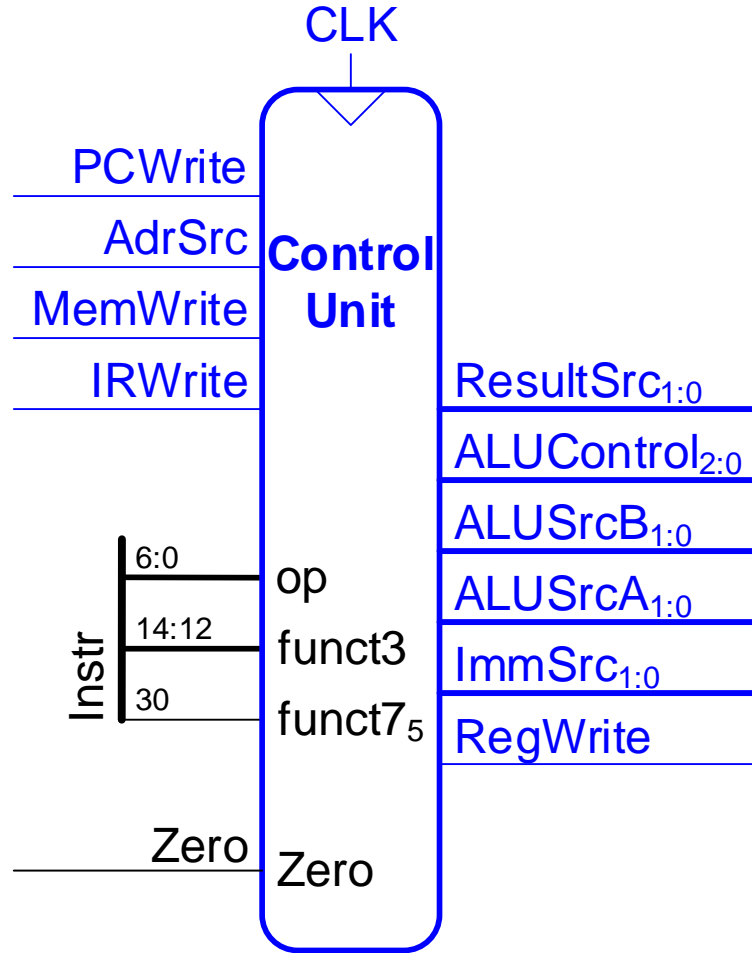 CLK
PCWrite
AdrSrc
MemWrite
IRWrite
Control
Unit
ResultSrc1:0
ALUControl2:0
ALUSrcB1:0
ALUSrcA1:0
ImmSrc1:0
RegWrite
Instr
6:0
op
14:12
funct3
30
funct75
Zero
Zero